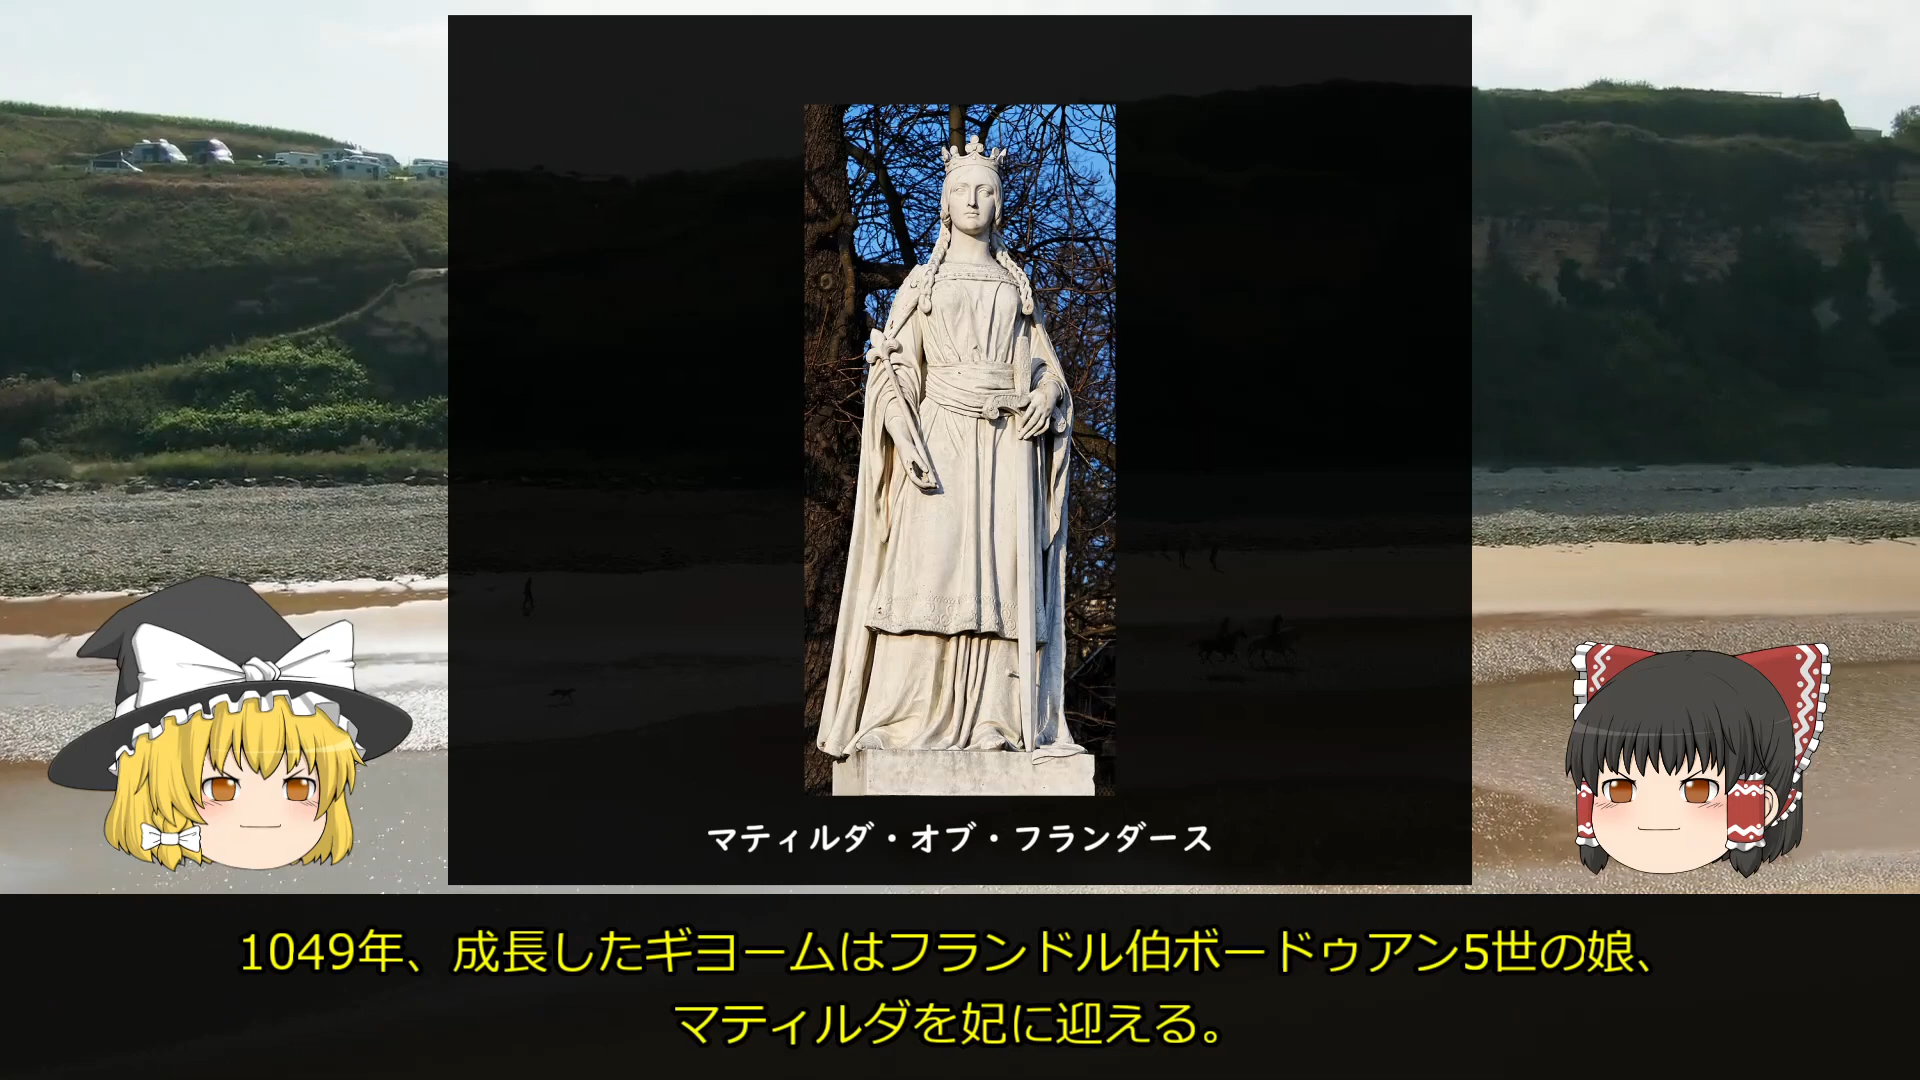 マティルダ・オブ・フランダース
1049年、成長したギヨームはフランドル伯ボードゥアン5世の娘、
マティルダを妃に迎える。